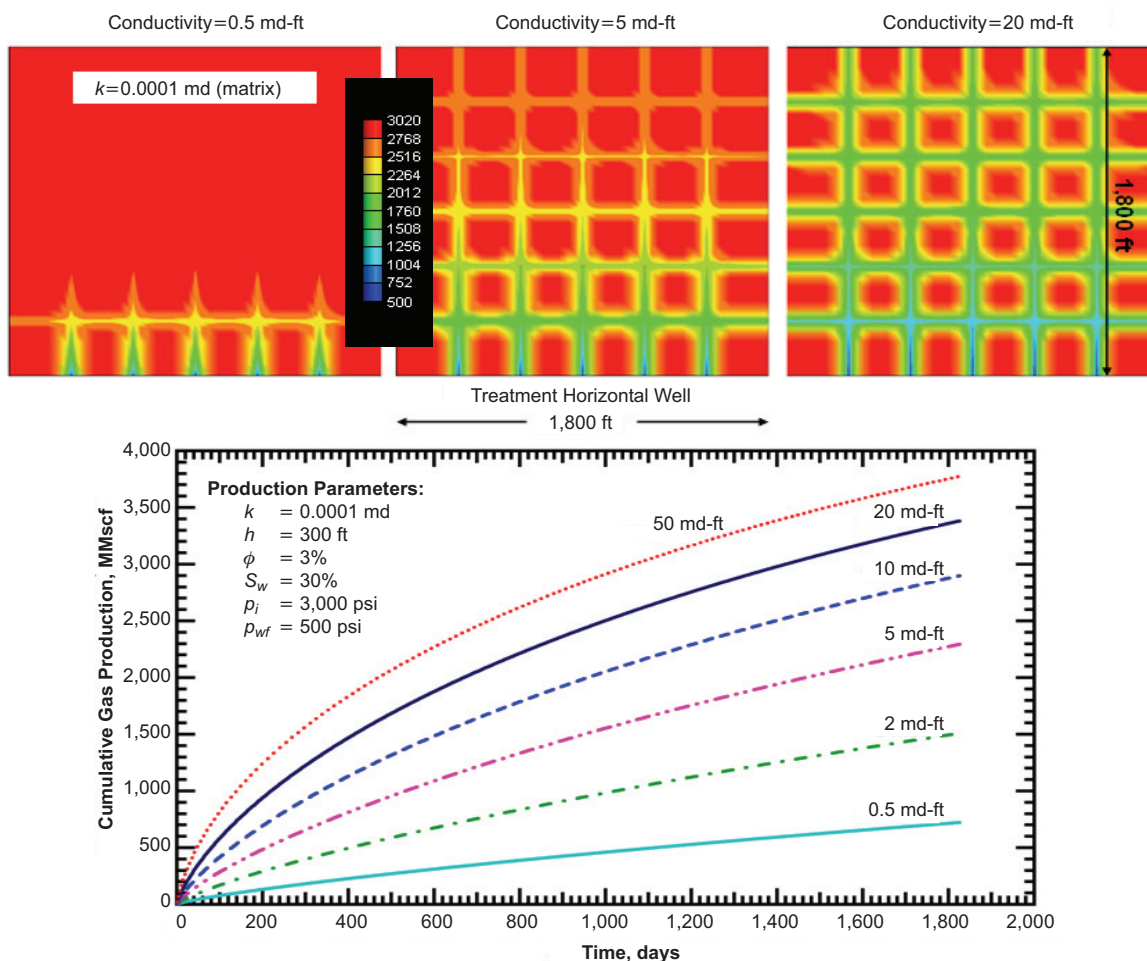 Conductivity=0.5 md-ft
Conductivity=5 md-ft
Conductivity=20 md-ft
k=0.0001 md (matrix)
3020
2768
2516
2264
2012
1760
1508
1256
1004
752
500
1,800 ft
Treatment Horizontal Well
1,800 ft
4,000
3,500
3,000
2,500
2,000
1,500
1,000
500
0
Cumulative Gas Production, MMscf
Production Parameters:
k = 0.0001 md
h = 300 ft
ϕ = 3%
Sw = 30%
pi = 3,000 psi
pwf = 500 psi
50 md-ft
20 md-ft
10 md-ft
5 md-ft
2 md-ft
0.5 md-ft
0 200 400 600 800 1,000 1,200 1,400 1,600 1,800 2,000
Time, days